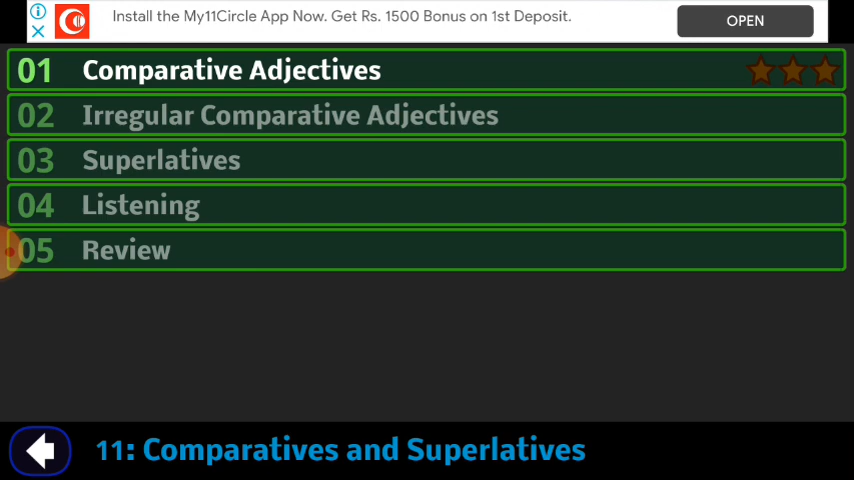 Install the My11Circle App Now. Get Rs. 1500 Bonus on 1st Deposit.
OPEN
01 Comparative Adjectives
02 Irregular Comparative Adjectives
03 Superlatives
04 Listening
05 Review
11: Comparatives and Superlatives